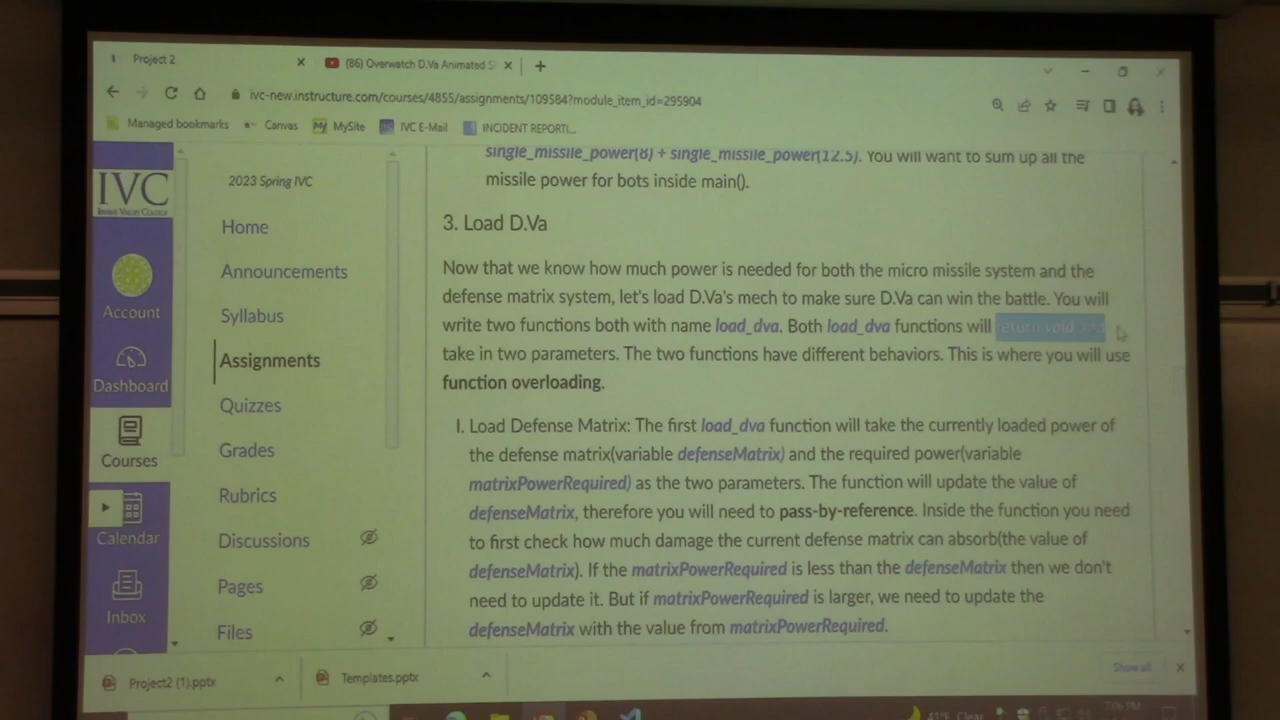 Project 2
(86) Overwatch D.Va Animated S
ivc-new.instructure.com/courses/4855/assignments/109584?module_item_id=295904
Managed bookmarks
Canvas
My MySite
IVC E-Mail
INCIDENT REPORTI...
IVC
IRVINE VALLEY COLLEGE
Account
Dashboard
Courses
Calendar
Inbox
2023 Spring IVC
Home
Announcements
Syllabus
Assignments
Quizzes
Grades
Rubrics
Discussions
Pages
Files
single_missile_power(8) + single_missile_power(12.5). You will want to sum up all the
missile power for bots inside main().
3. Load D.Va
Now that we know how much power is needed for both the micro missile system and the
defense matrix system, let's load D.Va's mech to make sure D.Va can win the battle. You will
write two functions both with name load_dva. Both load_dva functions will return void and
take in two parameters. The two functions have different behaviors. This is where you will use
function overloading.
I. Load Defense Matrix: The first load_dva function will take the currently loaded power of
the defense matrix(variable defenseMatrix) and the required power(variable
matrixPowerRequired) as the two parameters. The function will update the value of
defenseMatrix, therefore you will need to pass-by-reference. Inside the function you need
to first check how much damage the current defense matrix can absorb(the value of
defenseMatrix). If the matrixPowerRequired is less than the defenseMatrix then we don't
need to update it. But if matrixPowerRequired is larger, we need to update the
defenseMatrix with the value from matrixPowerRequired.
Project2 (1).pptx
Templates.pptx
Show all
41°F Clear
7:06 PM